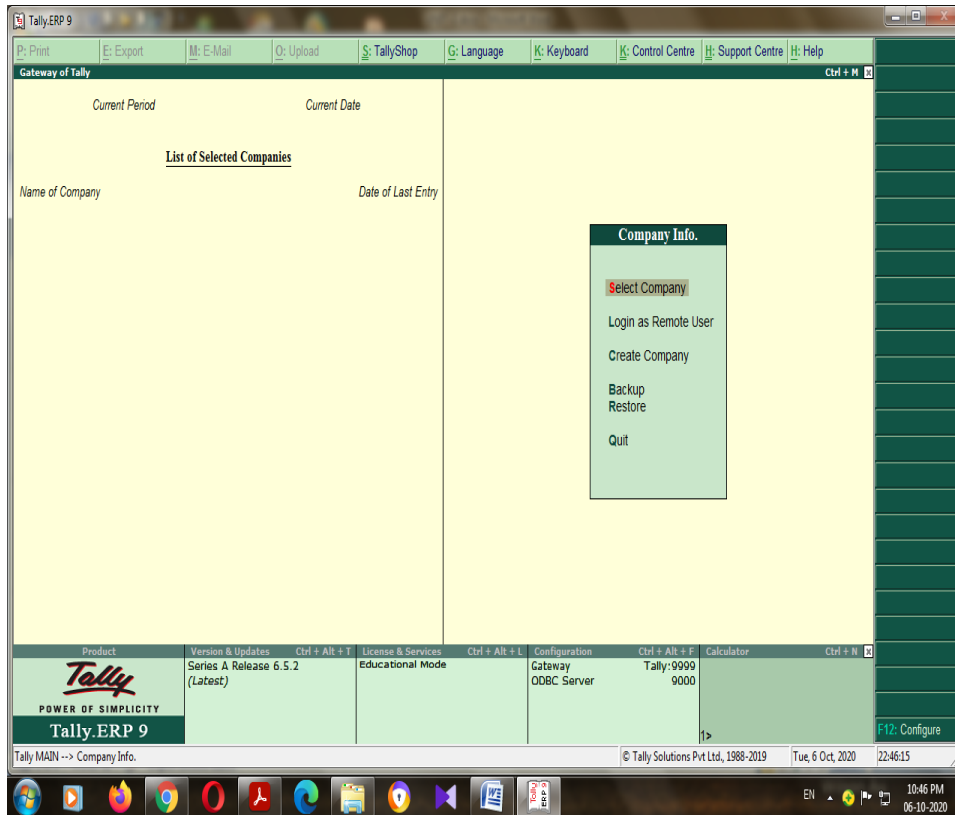 Tally.ERP 9
P: Print E: Export M: E-Mail O: Upload S: TallyShop G: Language K: Keyboard K: Control Centre H: Support Centre H: Help
Gateway of Tally Ctrl + M x
Current Period Current Date
List of Selected Companies
Name of Company Date of Last Entry
Company Info.
Select Company
Login as Remote User
Create Company
Backup
Restore
Quit
Product Version & Updates Ctrl + Alt + T License & Services Ctrl + Alt + L Configuration Ctrl + Alt + F Calculator Ctrl + N x
Series A Release 6.5.2 Educational Mode Gateway Tally:9999
(Latest) ODBC Server 9000
Tally
POWER OF SIMPLICITY
Tally.ERP 9
1>
F12: Configure
Tally MAIN --> Company Info. © Tally Solutions Pvt Ltd., 1988-2019 Tue, 6 Oct, 2020 22:46:15
Tally
ERP 9
EN 10:46 PM
06-10-2020